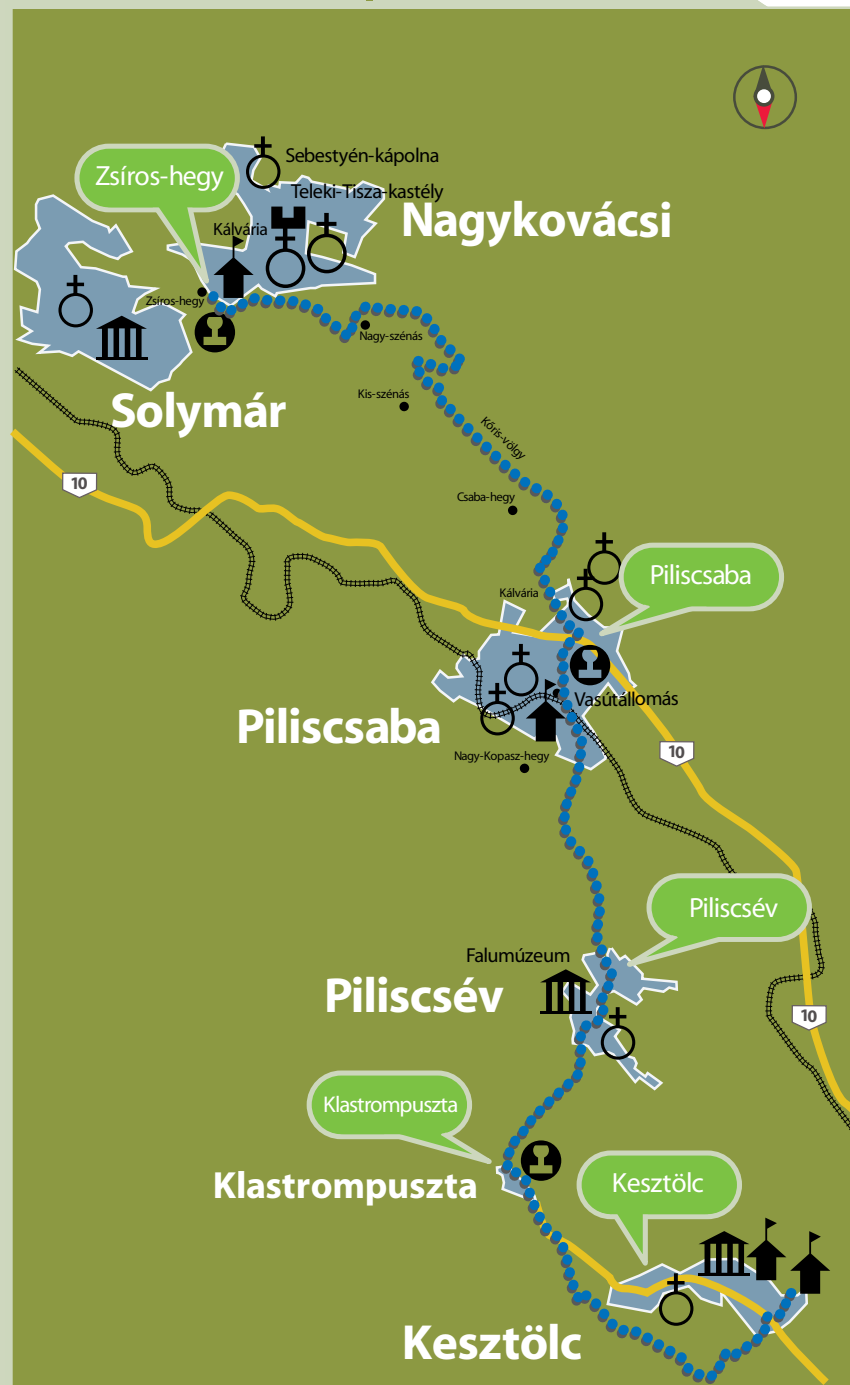 Sebestyén-kápolna
Zsíros-hegy
Teleki-Tisza-kastély
Nagykovácsi
Kálvária
Zsíros-hegy
Nagy-szénás
Kis-szénás
Solymár
Kőris-völgy
10
Csaba-hegy
Piliscsaba
Kálvária
Vasútállomás
Piliscsaba
Nagy-Kopasz-hegy
10
Piliscsév
Falumúzeum
Piliscsév
10
Klastrompuszta
Klastrompuszta
Kesztölc
Kesztölc